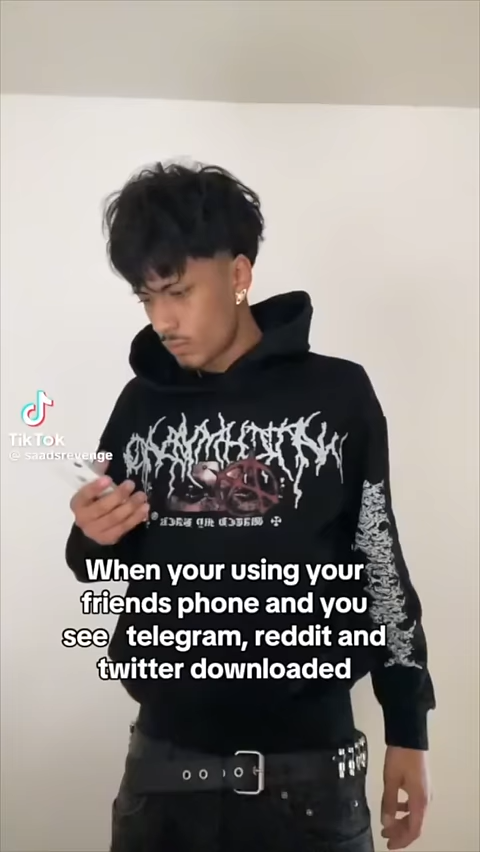 TikTok
@ saadsrevenge
When your using your
friends phone and you
see telegram, reddit and
twitter downloaded